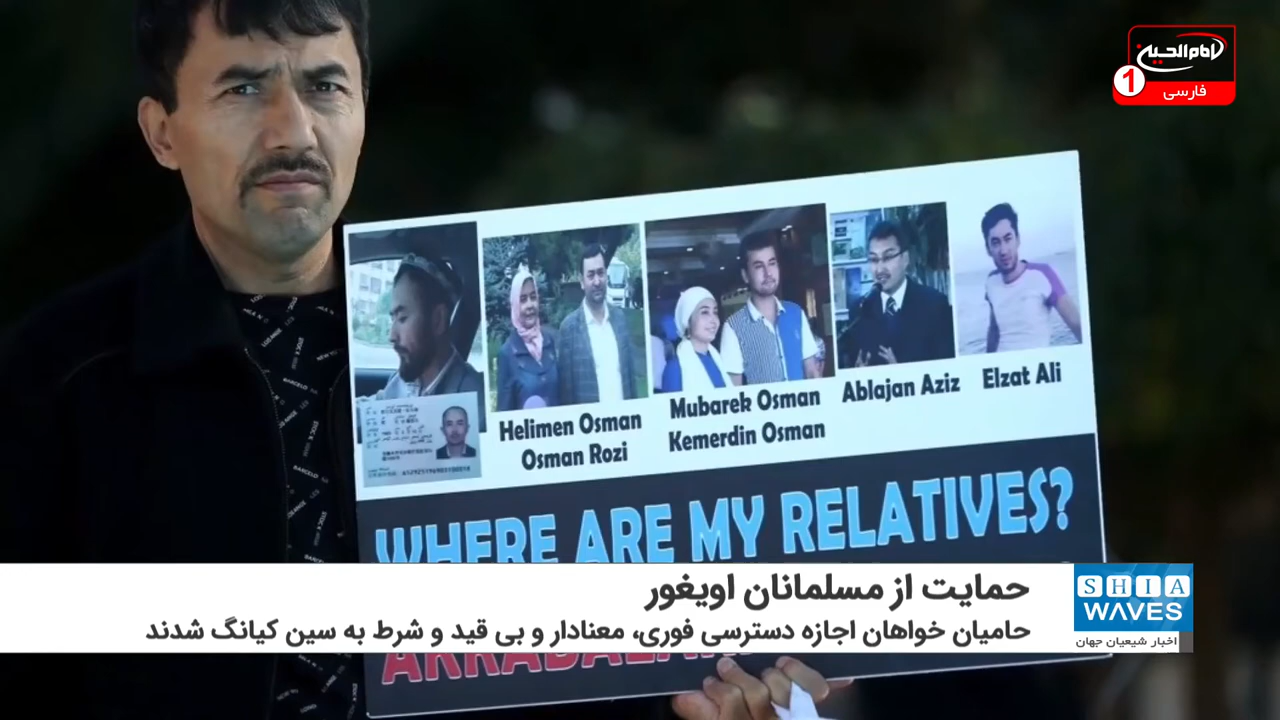 امام الحسین
1
فارسی
Helimen Osman
Osman Rozi
Mubarek Osman
Kemerdin Osman
Ablajan Aziz
Elzat Ali
WHERE ARE MY RELATIVES?
حمایت از مسلمانان اویغور
حامیان خواهان اجازه دسترسی فوری، معنادار و بی قید و شرط به سین کیانگ شدند
SHIA
WAVES
اخبار شیعیان جهان